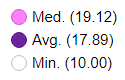 Med. (19.12)
Avg. (17.89)
Min. (10.00)